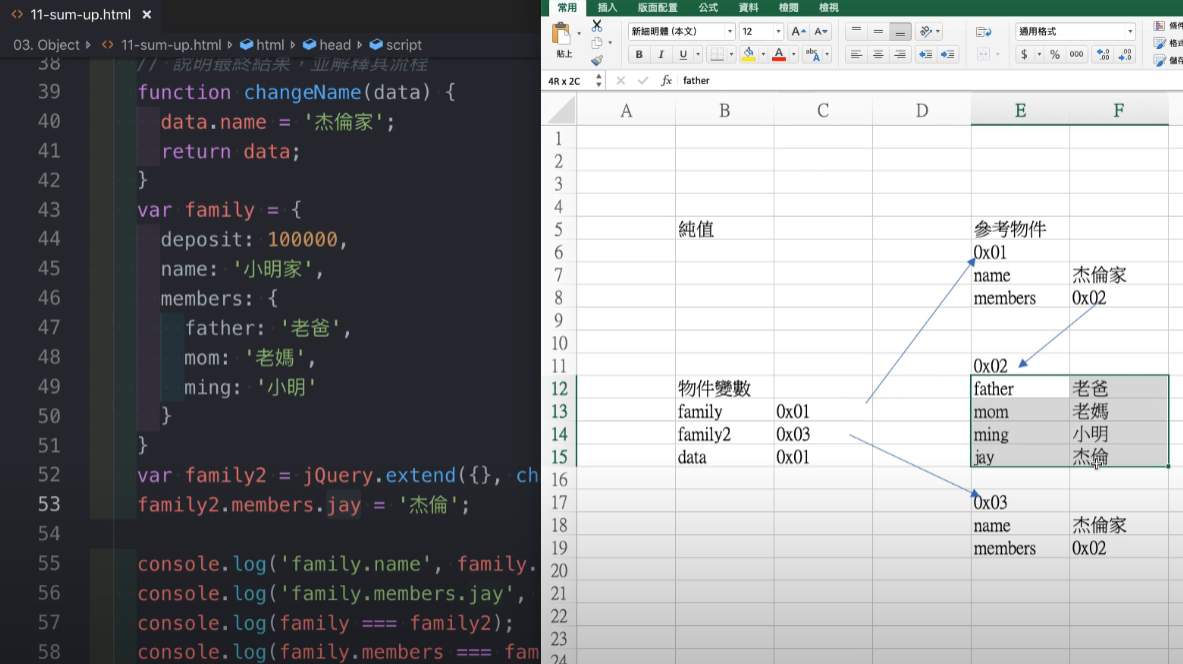 11-sum-up.html ×
03. Object 11-sum-up.html html head script
38 // 說明最終結果，並解釋其流程
39 function changeName(data) {
40 data.name = '杰倫家';
41 return data;
42 }
43 var family = {
44 deposit: 100000,
45 name: '小明家',
46 members: {
47 father: '老爸',
48 mom: '老媽',
49 ming: '小明'
50 }
51 }
52 var family2 = jQuery.extend({}, ch
53 family2.members.jay = '杰倫';
54
55 console.log('family.name', family.
56 console.log('family.members.jay',
57 console.log(family === family2);
58 console.log(family.members === fam
常用 插入 版面配置 公式 資料 校閱 檢視
貼上 新細明體 (本文) 12 A A 通用格式 條件
B I U A abc $ % 000 格式
儲存
4R x 2C fx father
A B C D E F
1
2
3
4
5 純值 參考物件
6 0x01
7 name 杰倫家
8 members 0x02
9
10
11 0x02
12 物件變數 father 老爸
13 family 0x01 mom 老媽
14 family2 0x03 ming 小明
15 data 0x01 jay 杰倫
16
17 0x03
18 name 杰倫家
19 members 0x02
20
21
22
23
24